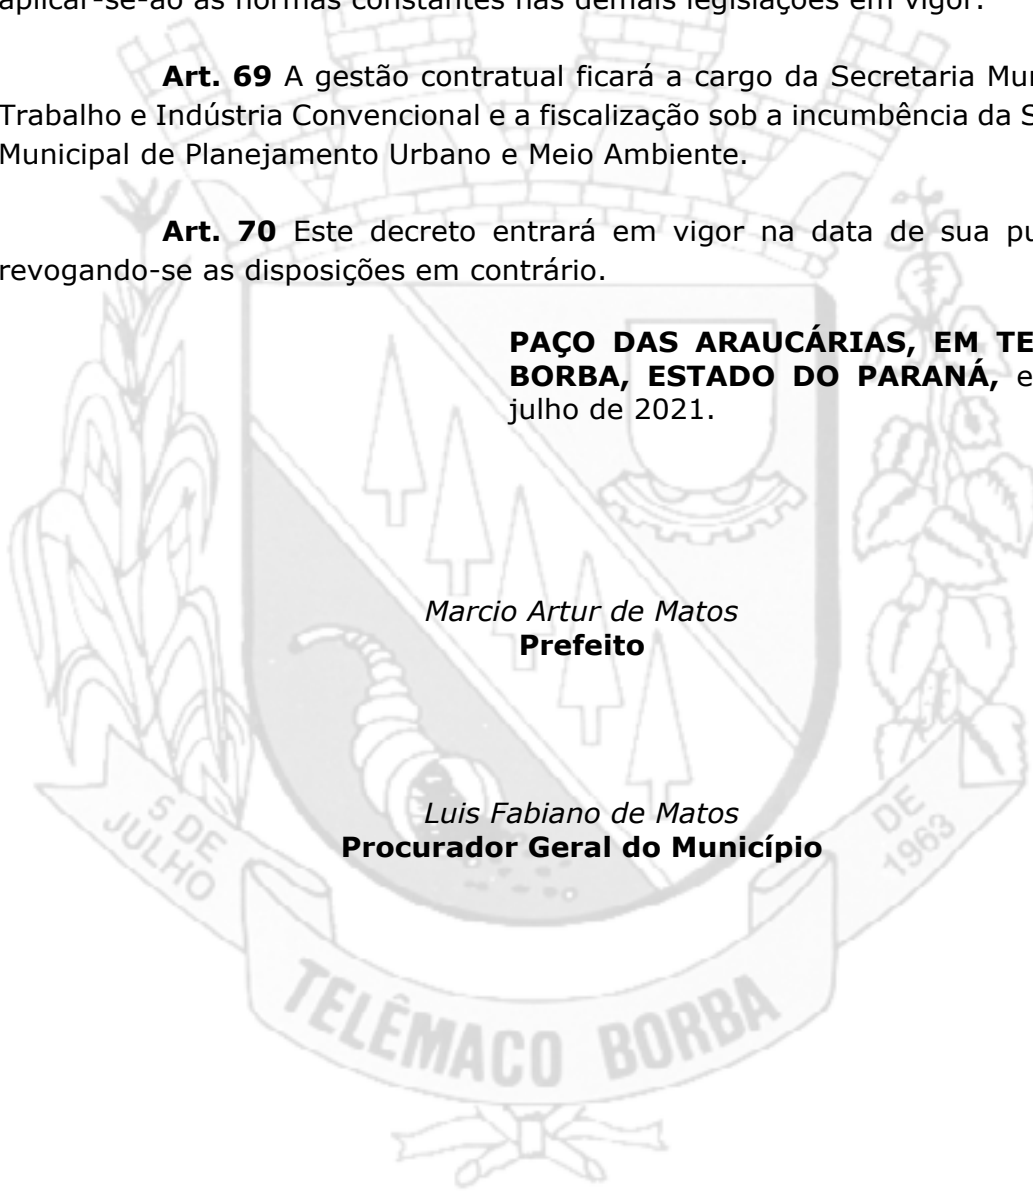 aplicar-se-ão as normas constantes nas demais legislações em vigor.
Art. 69 A gestão contratual ficará a cargo da Secretaria
Trabalho e Indústria Convencional e a fiscalização sob a incumbência da
Municipal de Planejamento Urbano e Meio Ambiente.
Art. 70 Este decreto entrará em vigor na data de sua
revogando-se as disposições em contrário.
PAÇO DAS ARAUCÁRIAS, EM
BORBA, ESTADO DO PARANÁ,
julho de 2021.
Marcio Artur de Matos
Prefeito
Luis Fabiano de Matos
Procurador Geral do Município
5 DE
JULHO
DE
1963
TELÊMACO BORBA